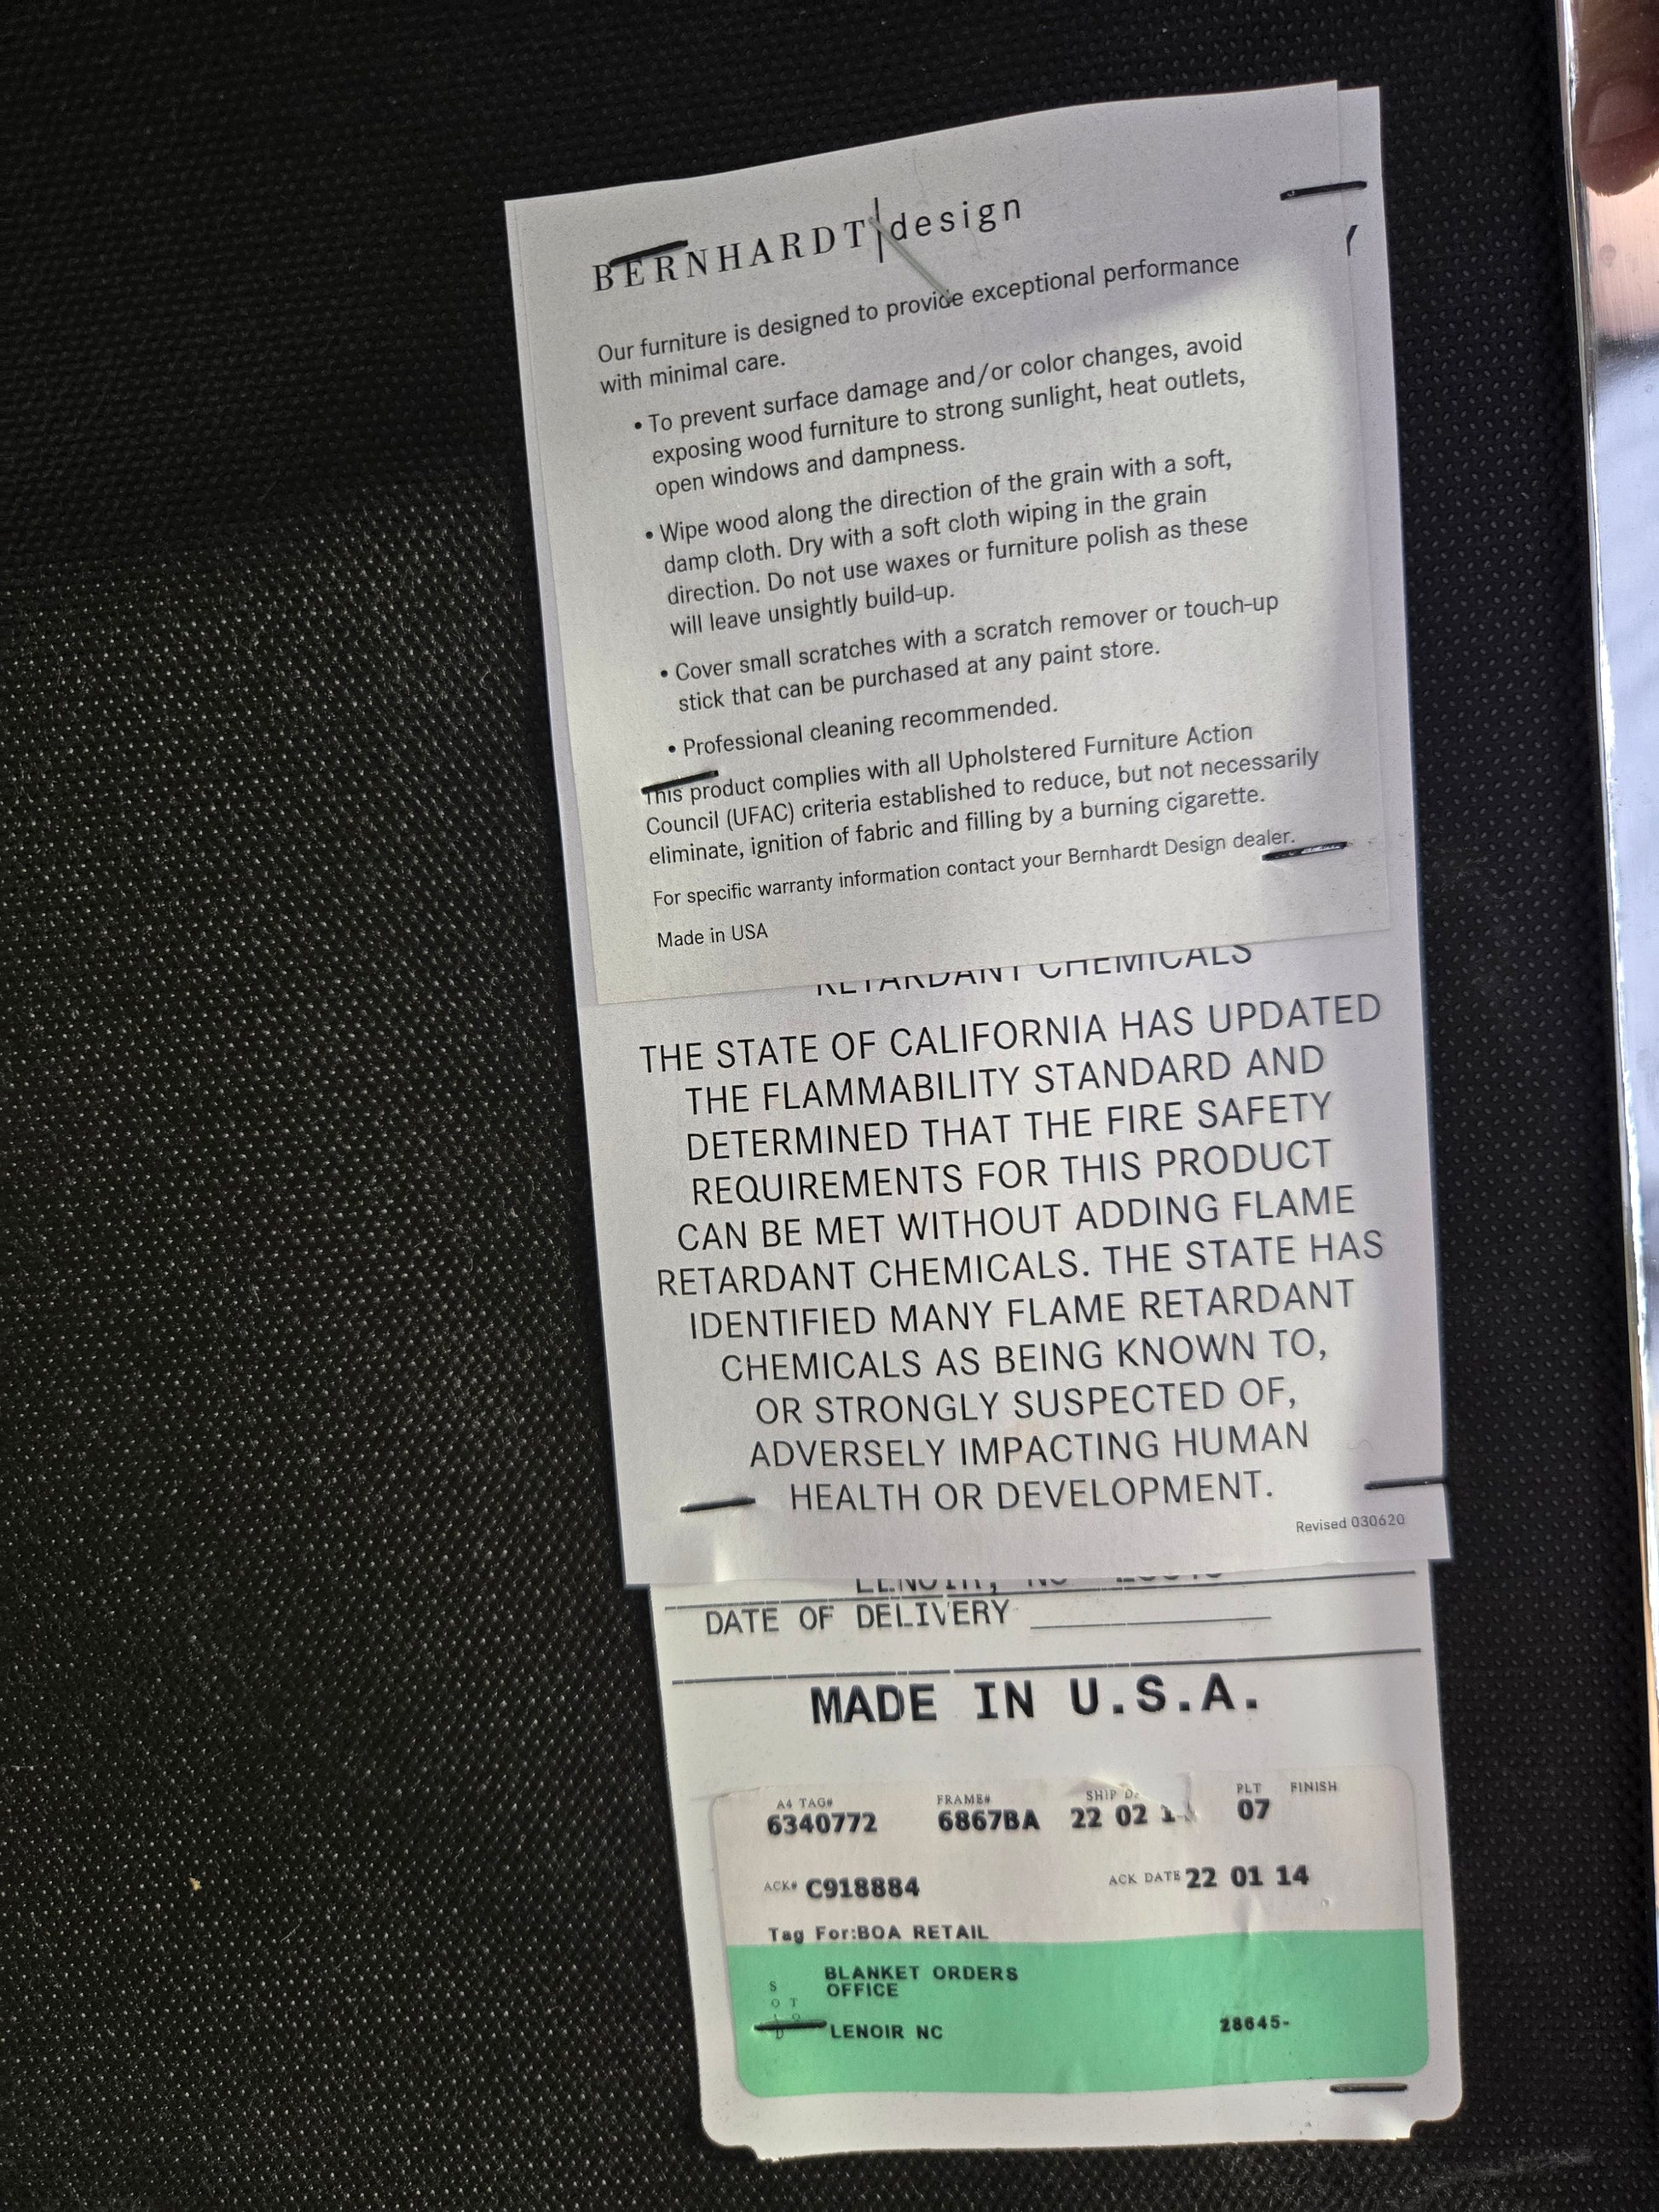 BERNHARDT design
Our furniture is designed to provide exceptional performance
with minimal care.
• To prevent surface damage and/or color changes, avoid
exposing wood furniture to strong sunlight, heat outlets,
open windows and dampness.
• Wipe wood along the direction of the grain with a soft,
damp cloth. Dry with a soft cloth wiping in the grain
direction. Do not use waxes or furniture polish as these
will leave unsightly build-up.
• Cover small scratches with a scratch remover or touch-up
stick that can be purchased at any paint store.
• Professional cleaning recommended.
This product complies with all Upholstered Furniture Action
Council (UFAC) criteria established to reduce, but not necessarily
eliminate, ignition of fabric and filling by a burning cigarette.
For specific warranty information contact your Bernhardt Design dealer.
Made in USA
RETARDANT CHEMICALS
THE STATE OF CALIFORNIA HAS UPDATED
THE FLAMMABILITY STANDARD AND
DETERMINED THAT THE FIRE SAFETY
REQUIREMENTS FOR THIS PRODUCT
CAN BE MET WITHOUT ADDING FLAME
RETARDANT CHEMICALS. THE STATE HAS
IDENTIFIED MANY FLAME RETARDANT
CHEMICALS AS BEING KNOWN TO,
OR STRONGLY SUSPECTED OF,
ADVERSELY IMPACTING HUMAN
HEALTH OR DEVELOPMENT.
Revised 030620
LENOIR, NC
DATE OF DELIVERY
MADE IN U.S.A.
A4 TAG# FRAME# SHIP PLT FINISH
6340772 6867BA 22 02 07
ACK# C918884 ACK DATE 22 01 14
Tag For:BOA RETAIL
SOLD TO
BLANKET ORDERS
OFFICE
LENOIR NC 28645-